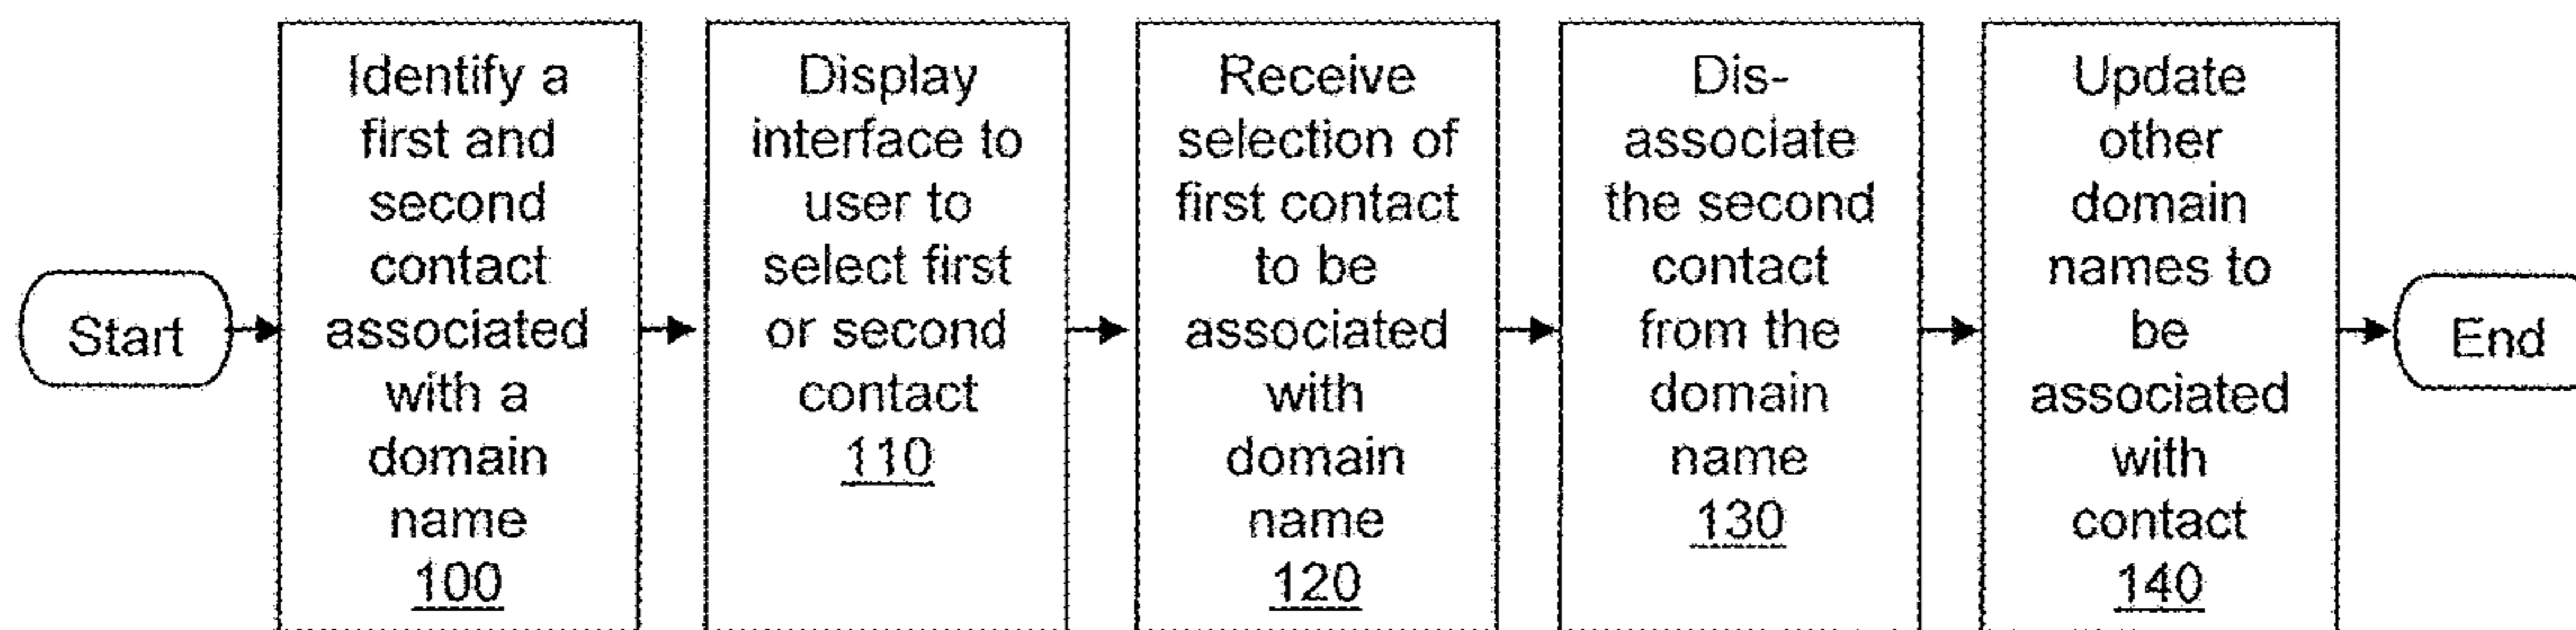 Start
Identify a
first and
second
contact
associated
with a
domain
name
100
Display
interface to
user to
select first
or second
contact
110
Receive
selection of
first contact
to be
associated
with
domain
name
120
Dis-
associate
the second
contact
from the
domain
name
130
Update
other
domain
names to
be
associated
with
contact
140
End